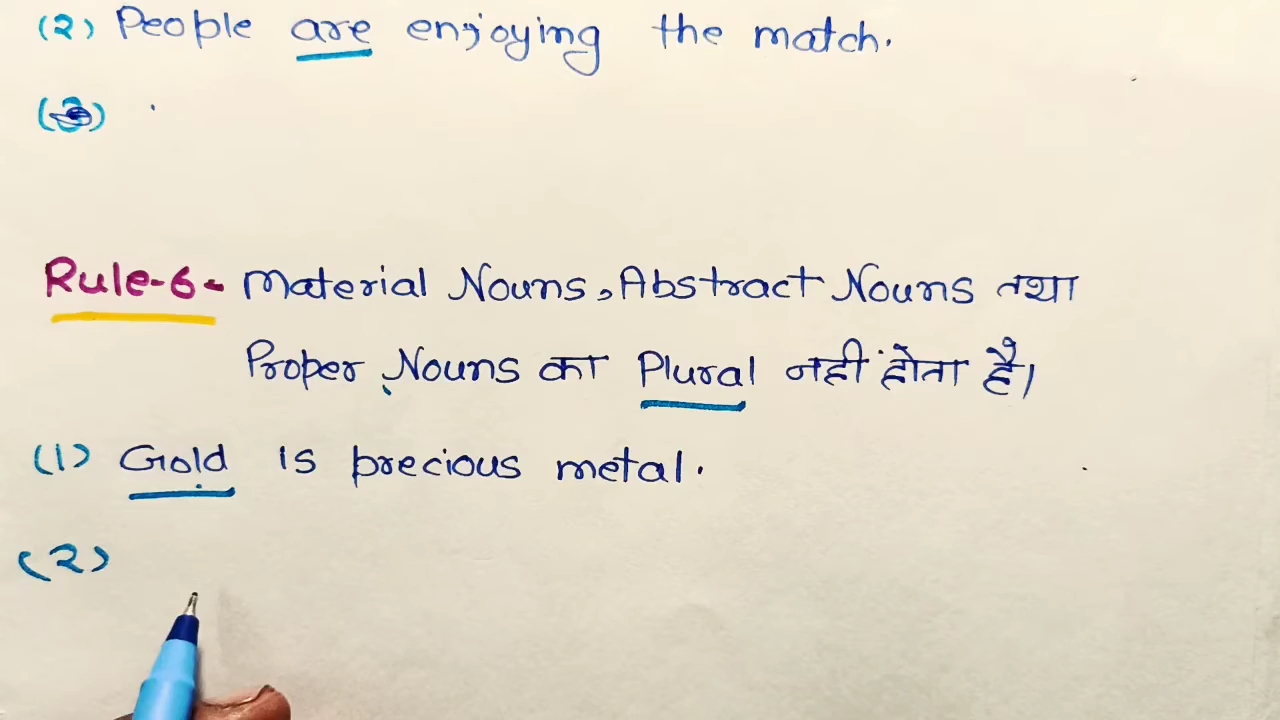 (2) People are enjoying the match.
(3)
Rule-6- Material Nouns, Abstract Nouns तथा
Proper Nouns का Plural नहीं होता है।
(1) Gold is precious metal.
(2)